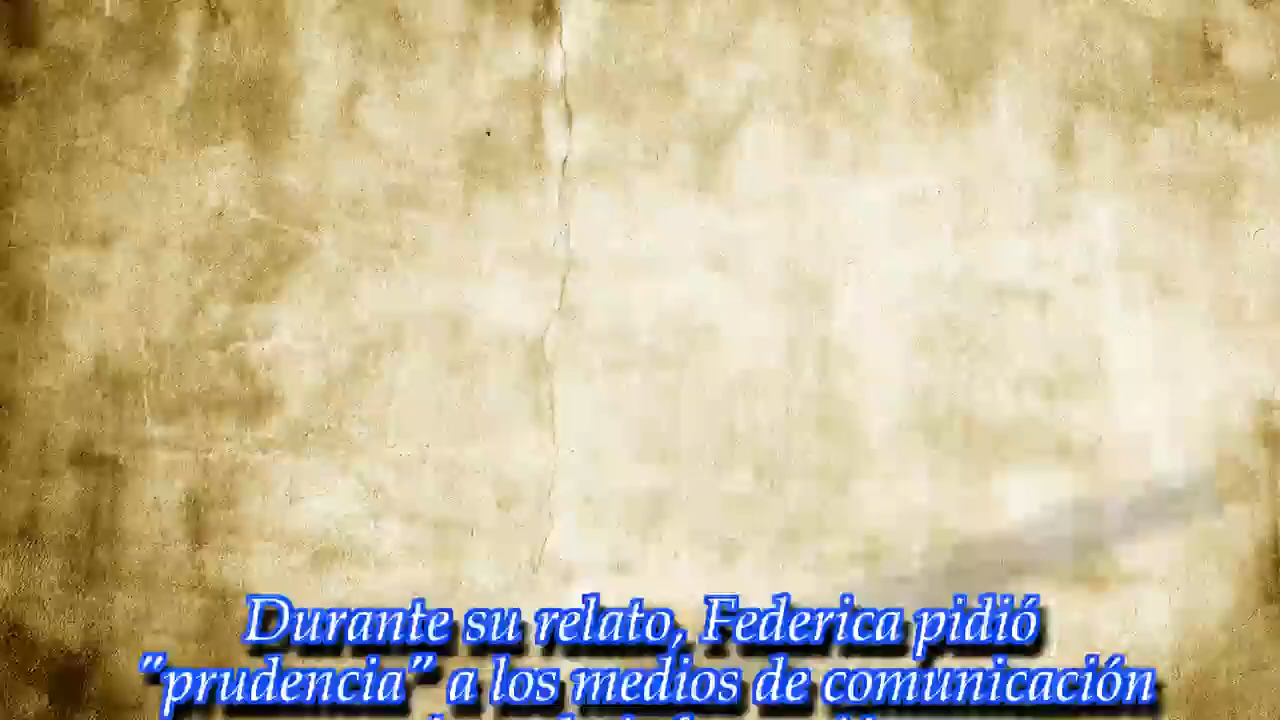 Durante su relato, Federica pidió
"prudencia" a los medios de comunicación